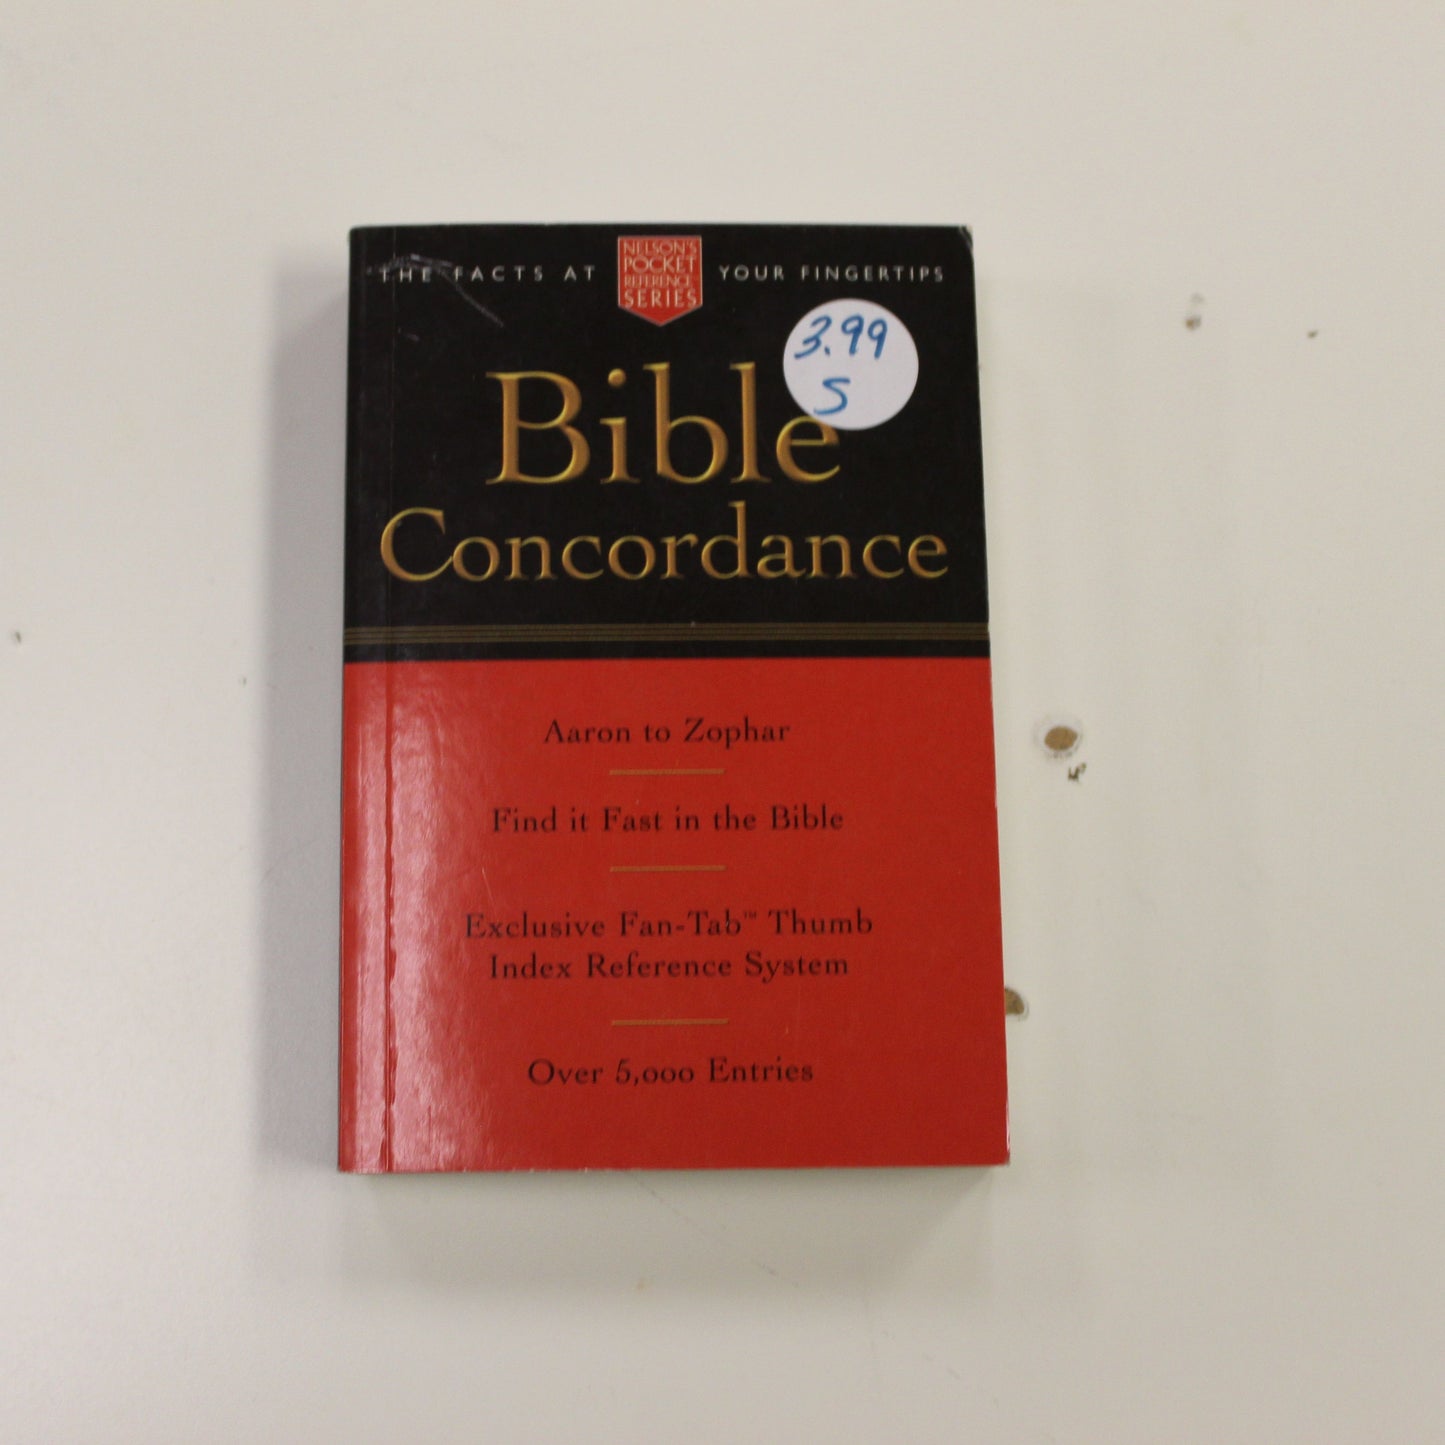 THE FACTS AT
NELSON'S
POCKET
REFERENCE
SERIES
YOUR FINGERTIPS
3.99
S
Bible
Concordance
Aaron to Zophar
Find it Fast in the Bible
Exclusive Fan-Tab™ Thumb
Index Reference System
Over 5,000 Entries